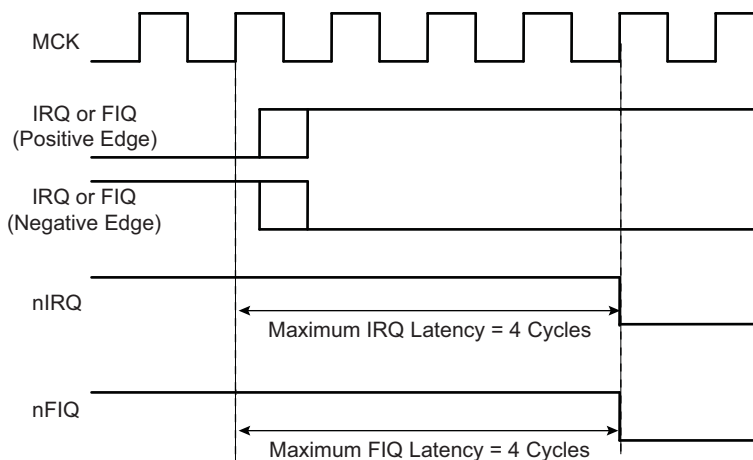 MCK
IRQ or FIQ
(Positive Edge)
IRQ or FIQ
(Negative Edge)
nIRQ
Maximum IRQ Latency = 4 Cycles
nFIQ
Maximum FIQ Latency = 4 Cycles